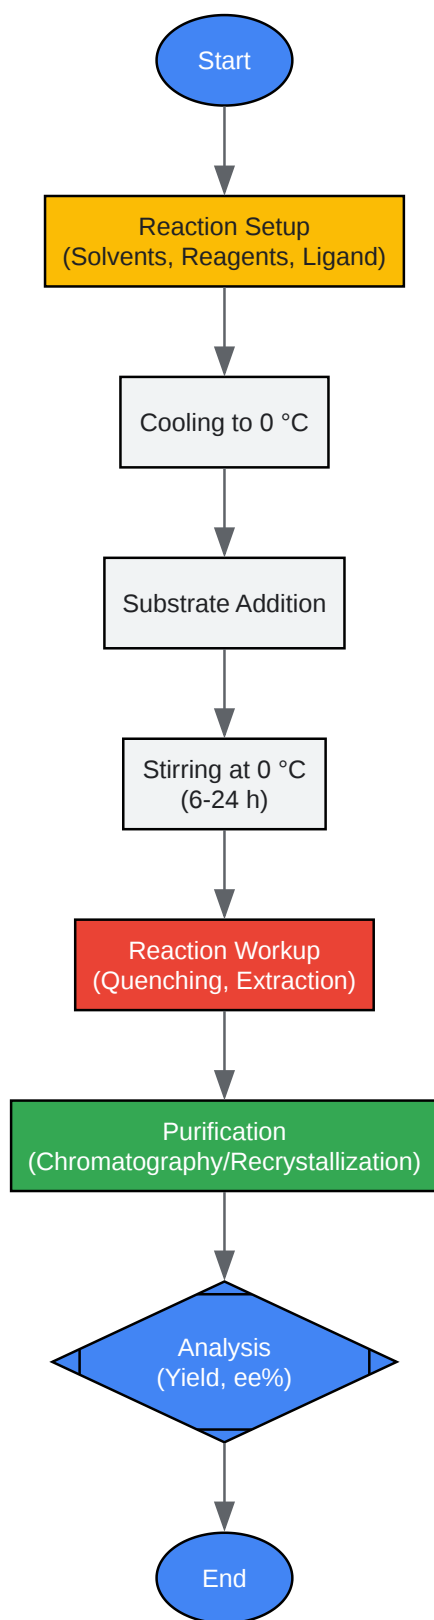 Start
Reaction Setup
(Solvents, Reagents, Ligand)
Cooling to 0 °C
Substrate Addition
Stirring at 0 °C
(6-24 h)
Reaction Workup
(Quenching, Extraction)
Purification
(Chromatography/Recrystallization)
Analysis
(Yield, ee%)
End